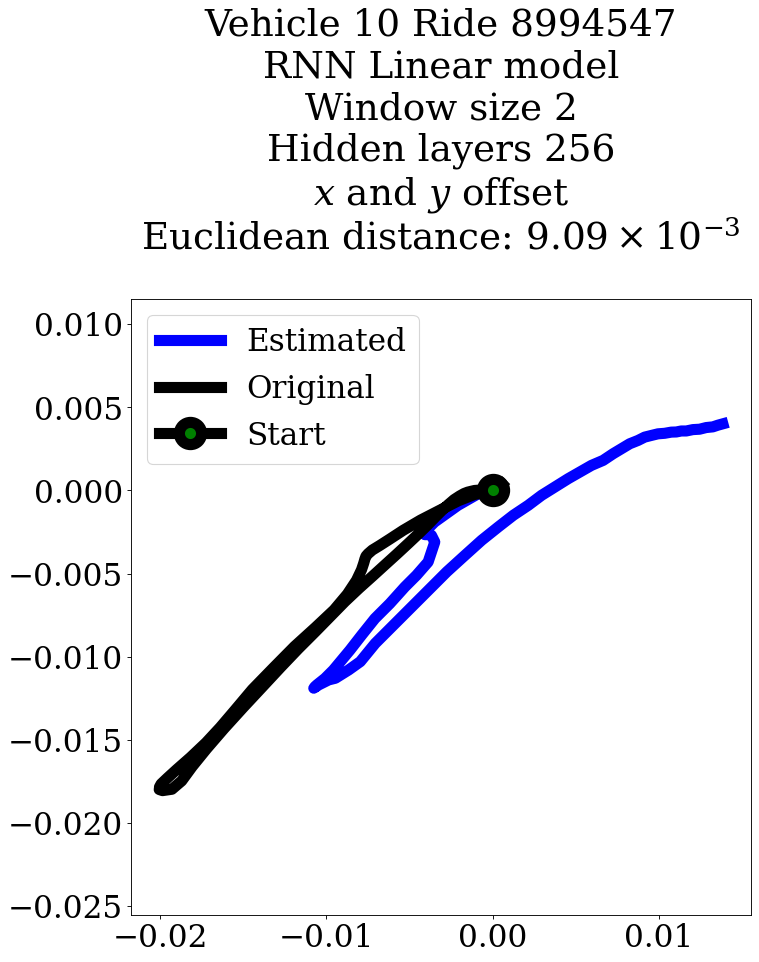 Vehicle 10 Ride 8994547
RNN Linear model
Window size 2
Hidden layers 256
x and y offset
Euclidean distance: 9.09 × 10⁻³
Estimated
Original
Start
0.010
0.005
0.000
−0.005
−0.010
−0.015
−0.020
−0.025
−0.02 −0.01 0.00 0.01